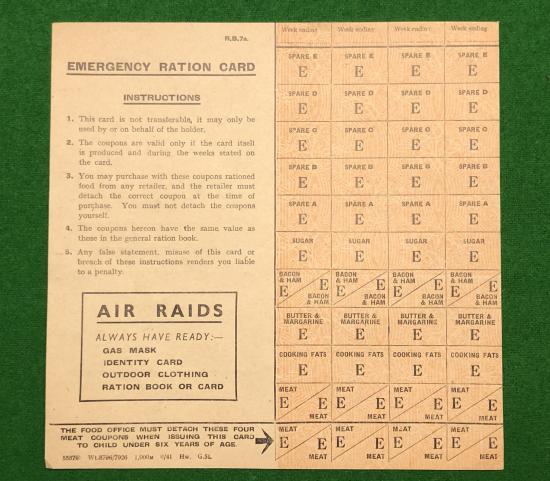 R.B.7a.
EMERGENCY RATION CARD
INSTRUCTIONS
1. This card is not transferable, it may only
be used by or on behalf of the holder.
2. The coupons are valid only if the card itself
is produced and during the weeks stated on
the card.
3. You may purchase with these coupons rationed
food from any retailer, and the retailer must
detach the correct coupon at the time of
purchase. You must not detach the coupons
yourself.
4. The coupons hereon have the same value as
those in the general ration book.
5. Any false statement, misuse of this card or
breach of these instructions renders you liable
to a penalty.
AIR RAIDS
ALWAYS HAVE READY:—
GAS MASK
IDENTITY CARD
OUTDOOR CLOTHING
RATION BOOK OR CARD
THE FOOD OFFICE MUST DETACH THESE FOUR
MEAT COUPONS WHEN ISSUING THIS CARD
TO CHILD UNDER SIX YEARS OF AGE.
Wt.8796/7926 1,000M Hw. G.51.
Week ending Week ending Week ending Week ending
SPARE E SPARE E SPARE E SPARE E
E E E E
SPARE D SPARE D SPARE D SPARE D
E E E E
SPARE C SPARE C SPARE C SPARE C
E E E E
SPARE B SPARE B SPARE B SPARE B
E E E E
SPARE A SPARE A SPARE A SPARE A
E E E E
SUGAR SUGAR SUGAR SUGAR
E E E E
BACON BACON BACON BACON
& HAM & HAM & HAM & HAM
E E E E E E E E
BACON BACON BACON BACON
& HAM & HAM & HAM & HAM
BUTTER & BUTTER & BUTTER & BUTTER &
MARGARINE MARGARINE MARGARINE MARGARINE
E E E E
COOKING FATS COOKING FATS COOKING FATS COOKING FATS
E E E E
MEAT MEAT MEAT MEAT
E E E E E E E E
MEAT MEAT MEAT MEAT
MEAT MEAT MEAT MEAT
E E E E E E E E
MEAT MEAT MEAT MEAT